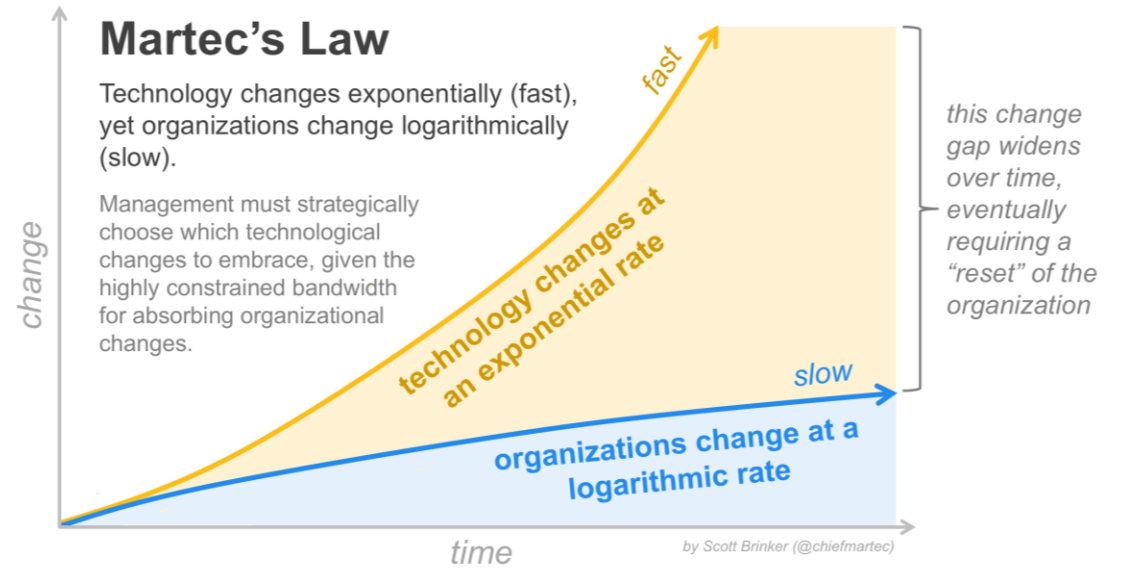 Martec’s Law
Technology changes exponentially (fast),
yet organizations change logarithmically
(slow).
Management must strategically
choose which technological
changes to embrace, given the
highly constrained bandwidth
for absorbing organizational
changes.
change
fast
technology changes at
an exponential rate
this change
gap widens
over time,
eventually
requiring a
“reset” of the
organization
slow
organizations change at a
logarithmic rate
time
by Scott Brinker (@chiefmartec)